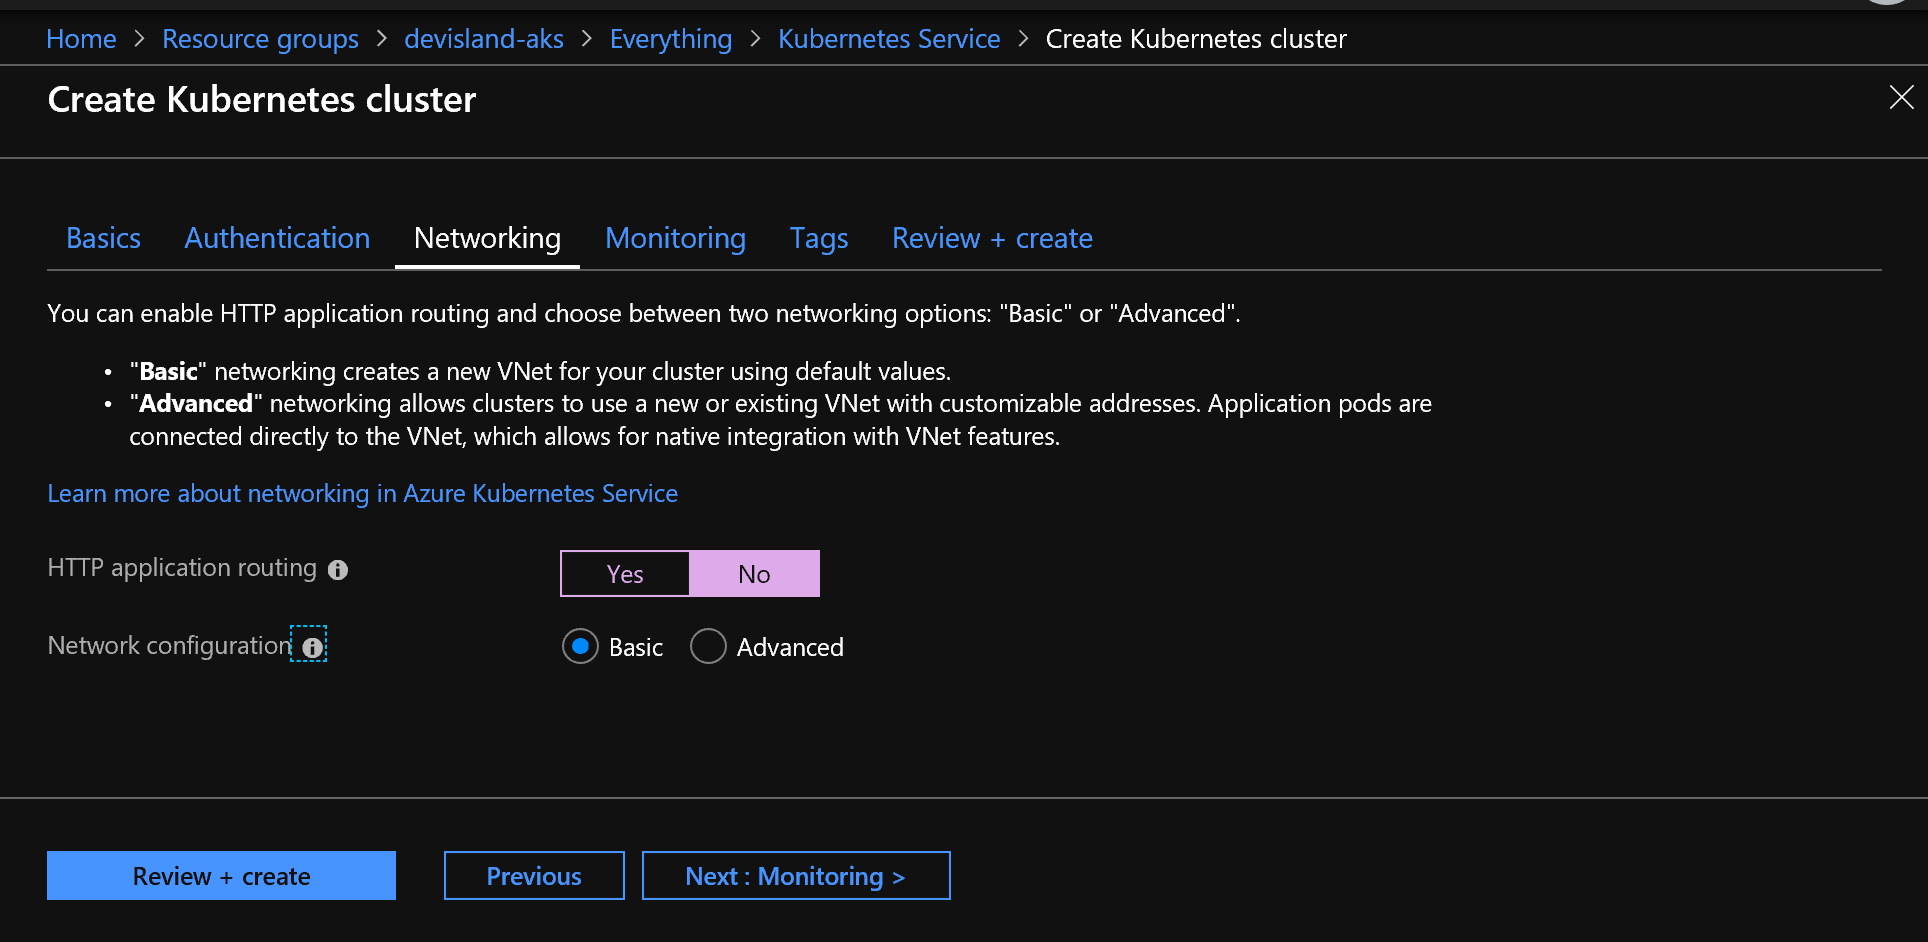 Home > Resource groups > devisland-aks > Everything > Kubernetes Service > Create Kubernetes cluster
Create Kubernetes cluster
Basics Authentication Networking Monitoring Tags Review + create
You can enable HTTP application routing and choose between two networking options: "Basic" or "Advanced".
• "Basic" networking creates a new VNet for your cluster using default values.
• "Advanced" networking allows clusters to use a new or existing VNet with customizable addresses. Application pods are
connected directly to the VNet, which allows for native integration with VNet features.
Learn more about networking in Azure Kubernetes Service
HTTP application routing Yes No
Network configuration Basic Advanced
Review + create Previous Next : Monitoring >